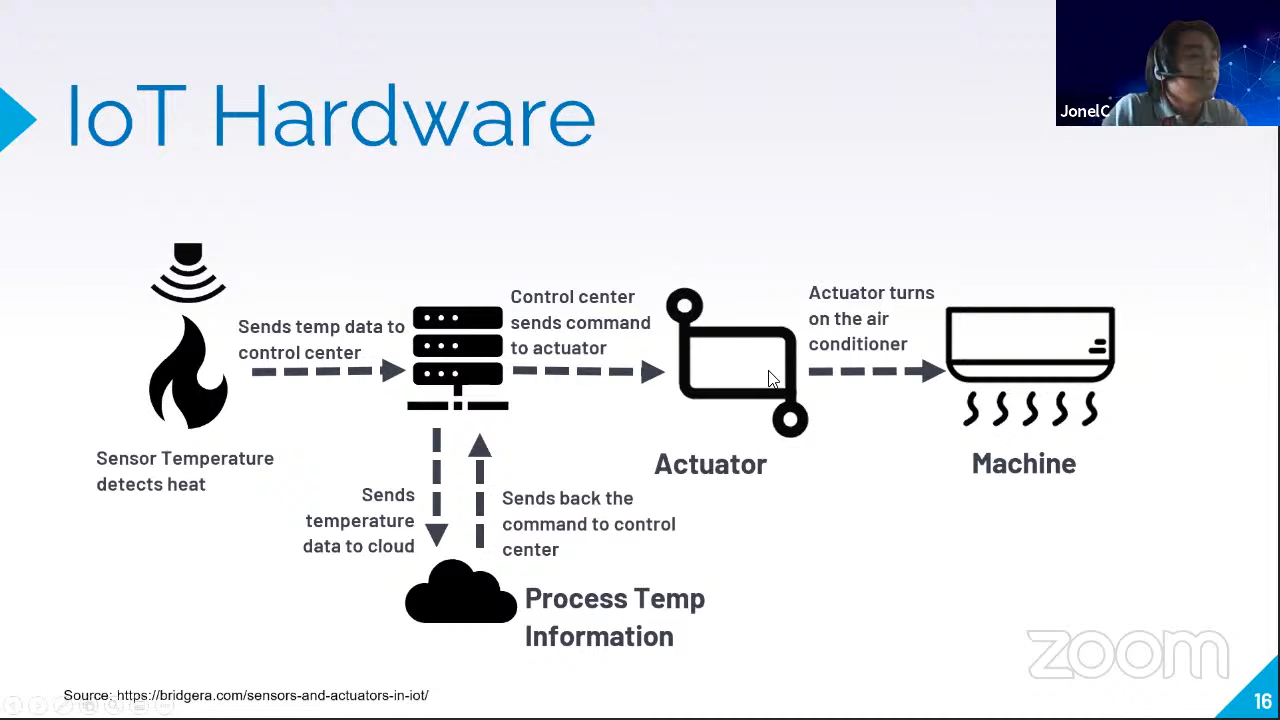 IoT Hardware
JonelC
Sends temp data to
control center
Control center
sends command
to actuator
Actuator turns
on the air
conditioner
Sensor Temperature
detects heat
Actuator
Machine
Sends
temperature
data to cloud
Sends back the
command to control
center
Process Temp
Information
zoom
Source: https://bridgera.com/sensors-and-actuators-in-iot/
16